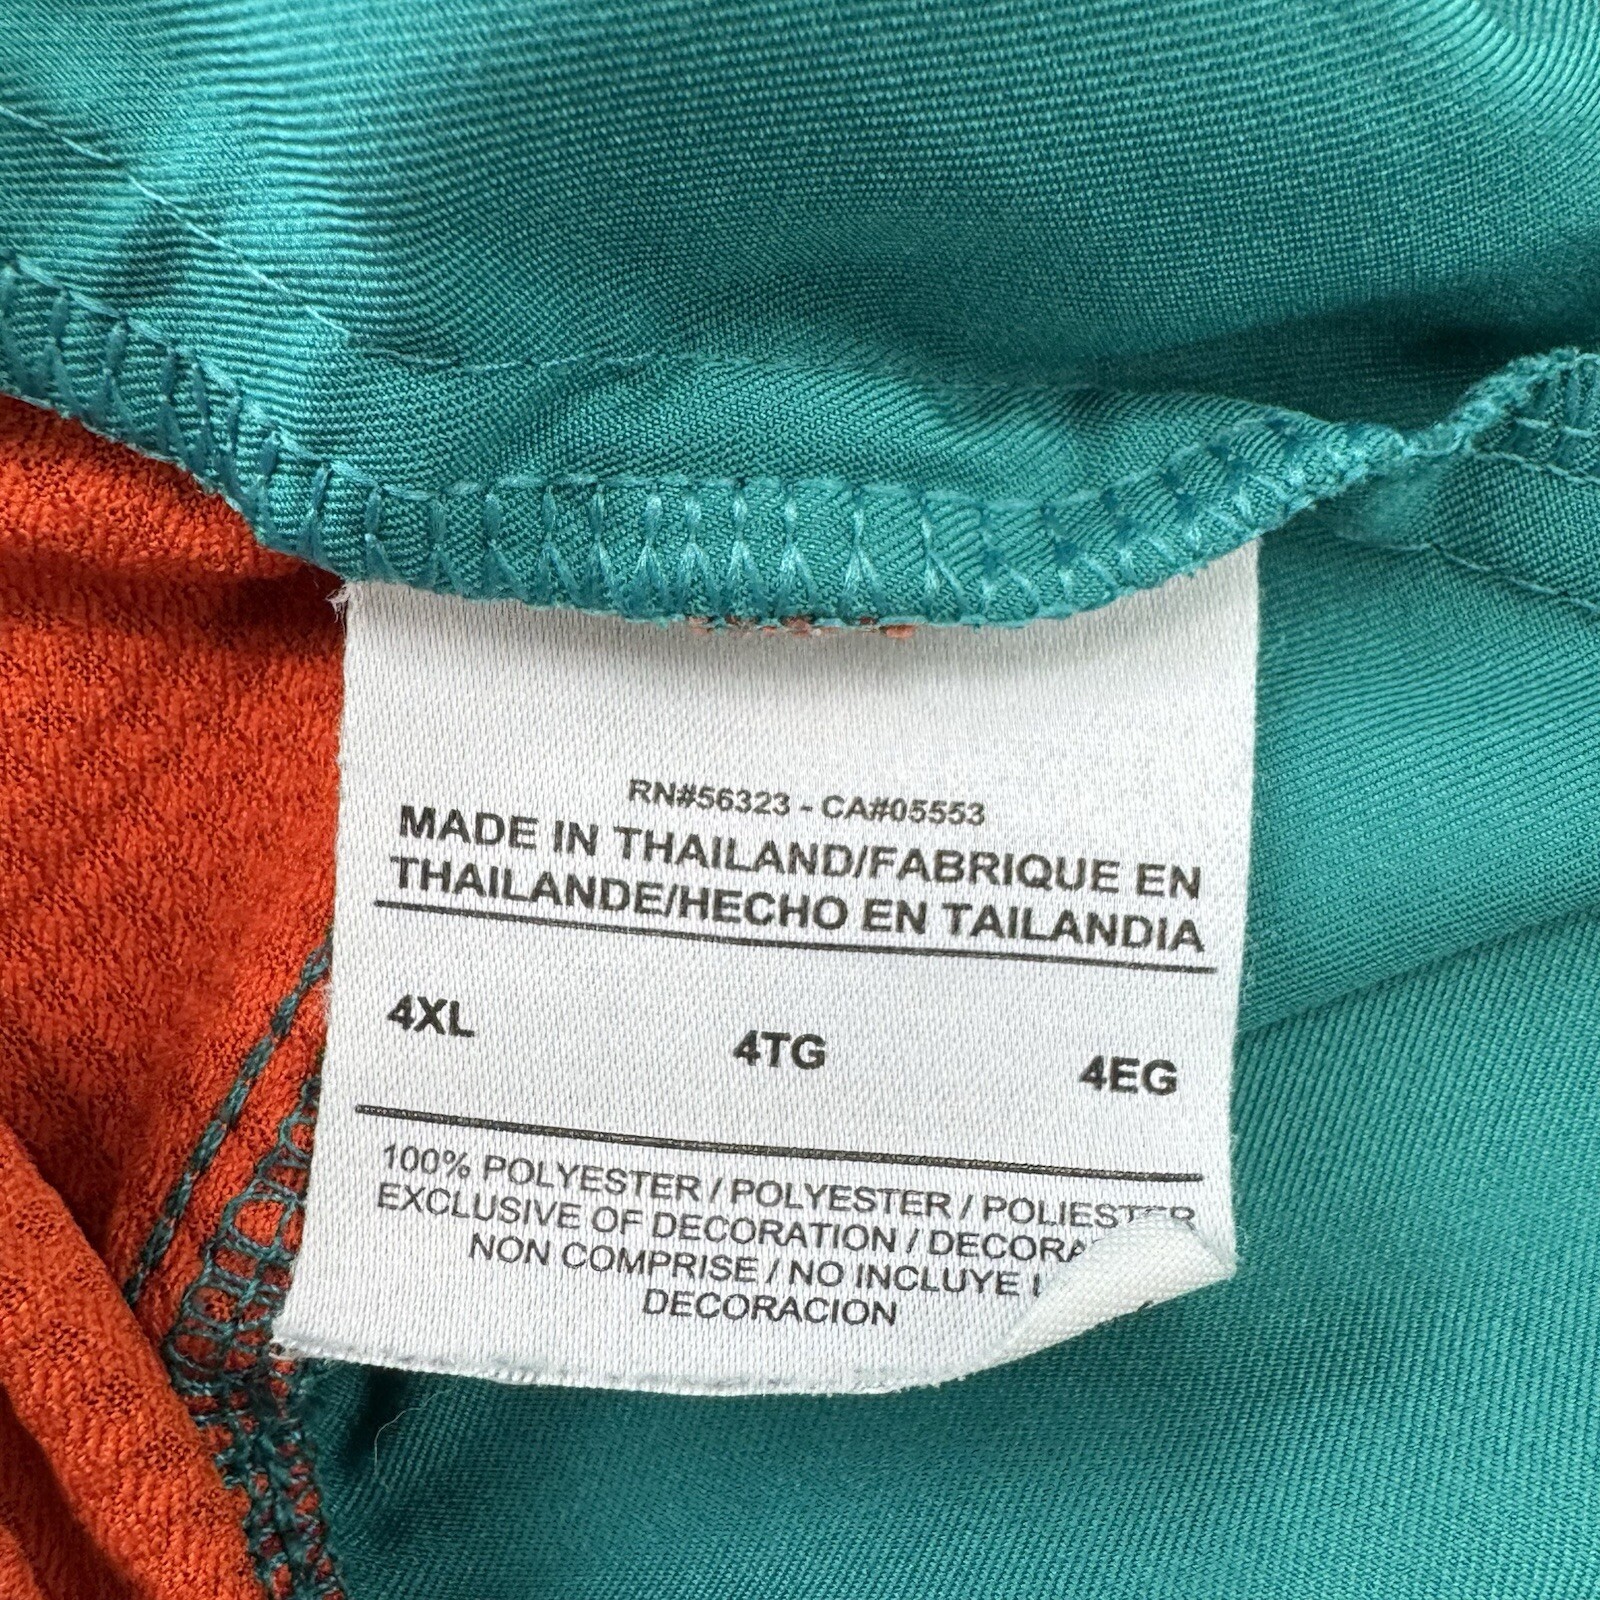 RN#56323 - CA#05553
MADE IN THAILAND/FABRIQUE EN
THAILANDE/HECHO EN TAILANDIA
4XL 4TG 4EG
100% POLYESTER / POLYESTER / POLIESTER
EXCLUSIVE OF DECORATION /
NON COMPRISE / NO INCLUYE
DECORACION